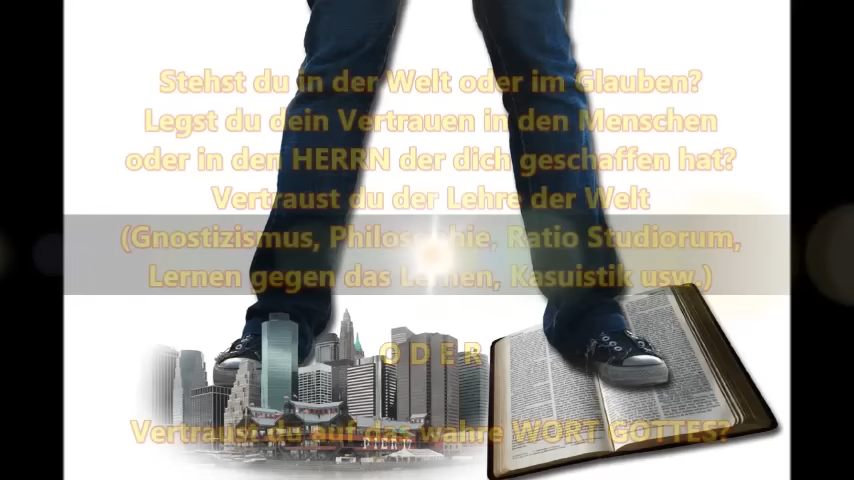 Stehst du in der Welt oder im Glauben?
Legst du dein Vertrauen in den Menschen
oder in den HERRN der dich geschaffen hat?
Vertraust du der Lehre der Welt
(Gnostizismus, Philosophie, Ratio Studiorum,
Lernen gegen das Lernen, Kasuistik usw.)
O D E R
Vertraust du auf das wahre WORT GOTTES?
PIER 17